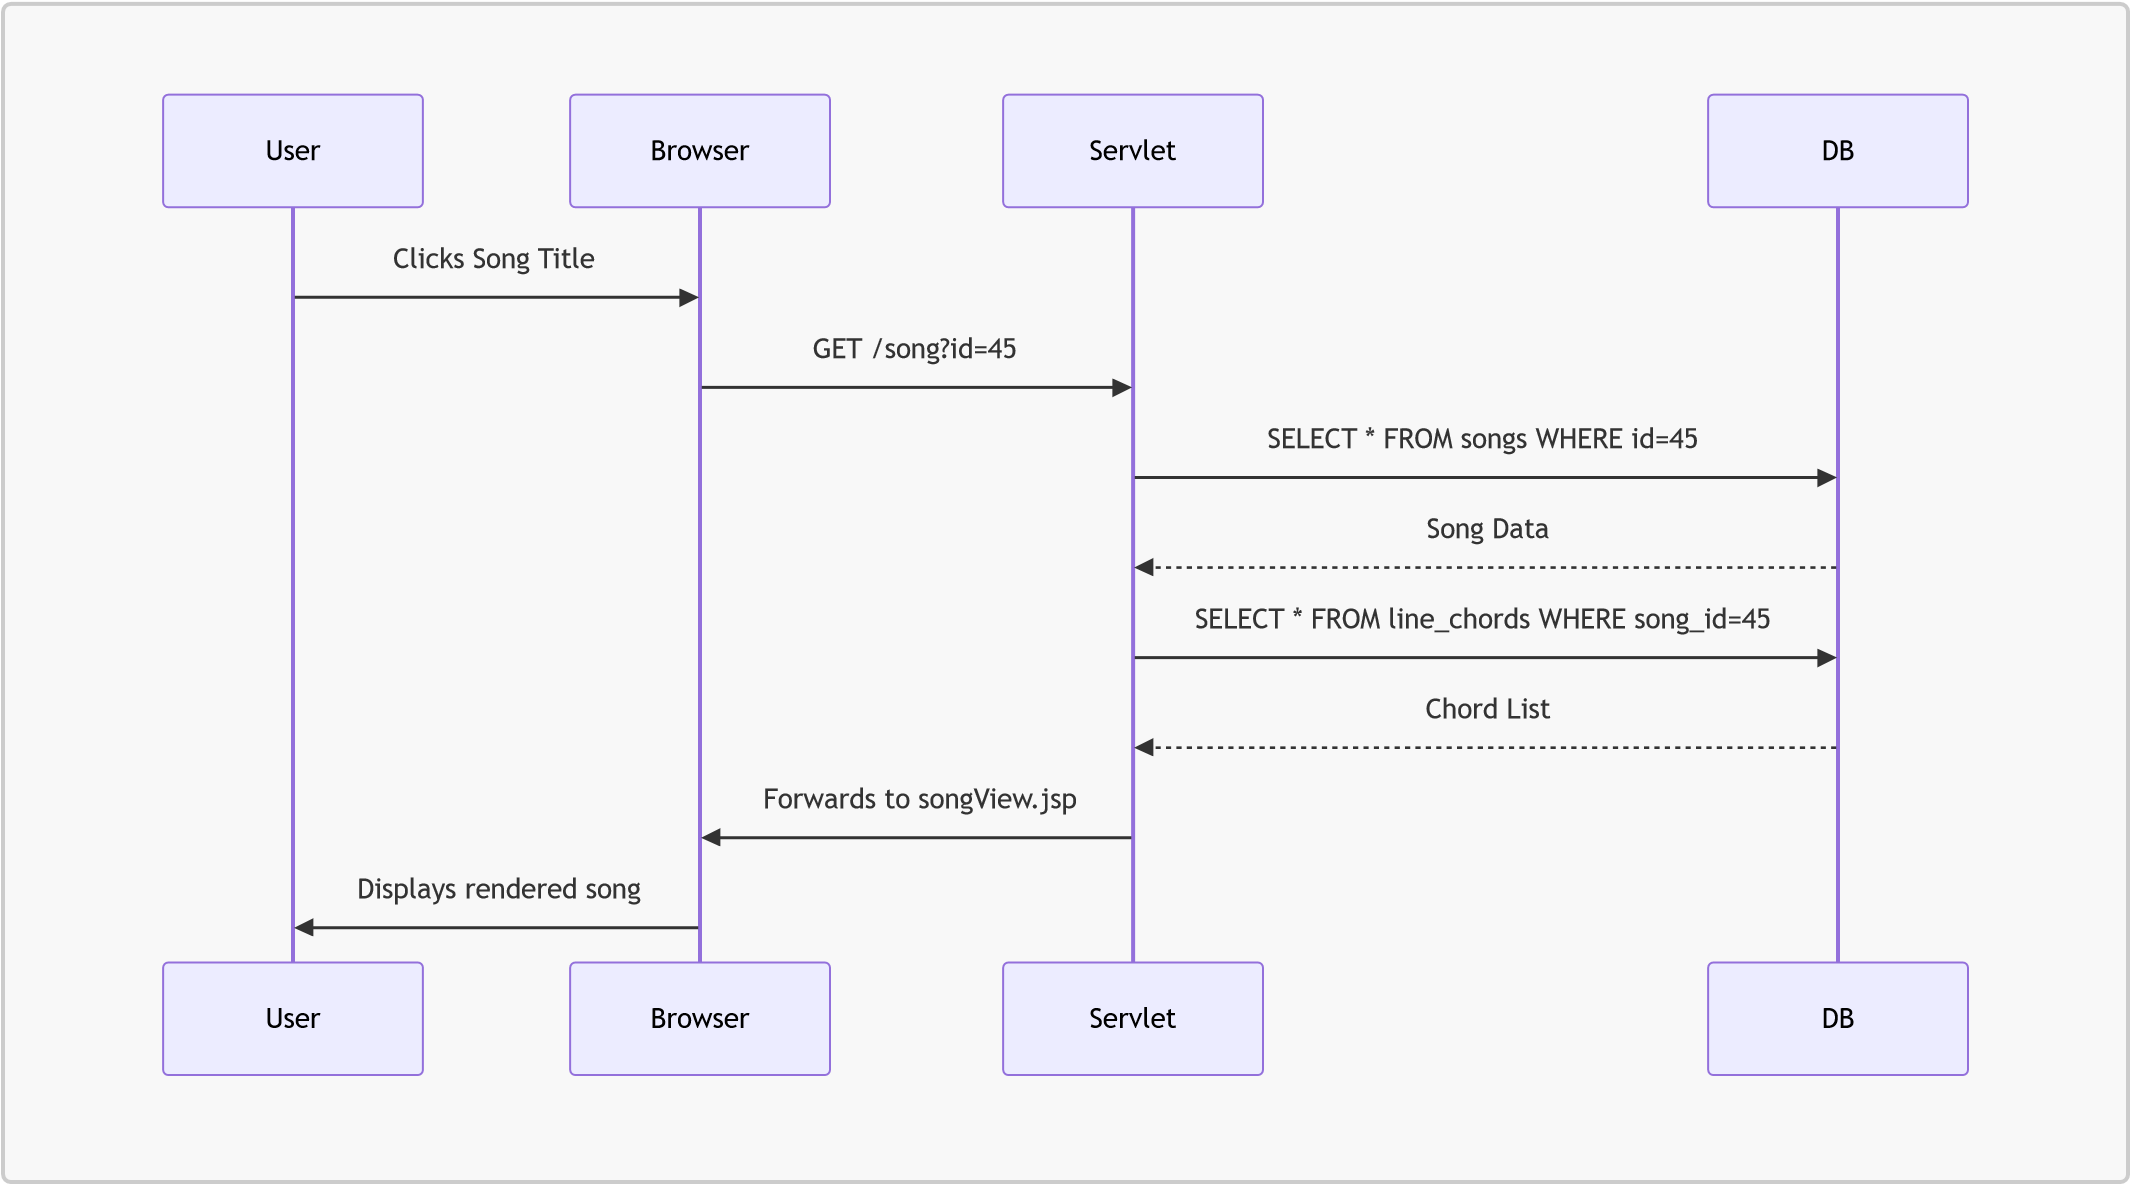 User
Browser
Servlet
DB
Clicks Song Title
GET /song?id=45
SELECT * FROM songs WHERE id=45
Song Data
SELECT * FROM line_chords WHERE song_id=45
Chord List
Forwards to songView.jsp
Displays rendered song
User
Browser
Servlet
DB